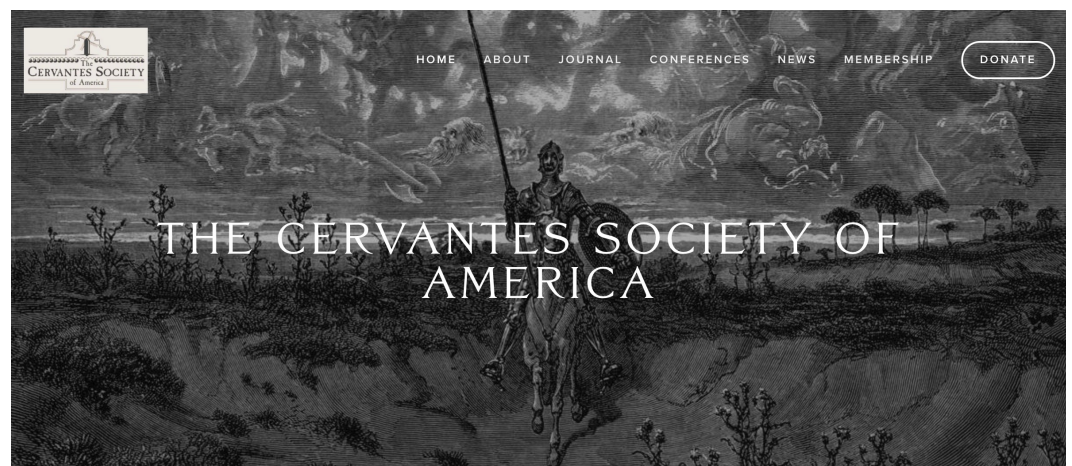 The
CERVANTES SOCIETY
of America
HOME ABOUT JOURNAL CONFERENCES NEWS MEMBERSHIP DONATE
THE CERVANTES SOCIETY OF
AMERICA